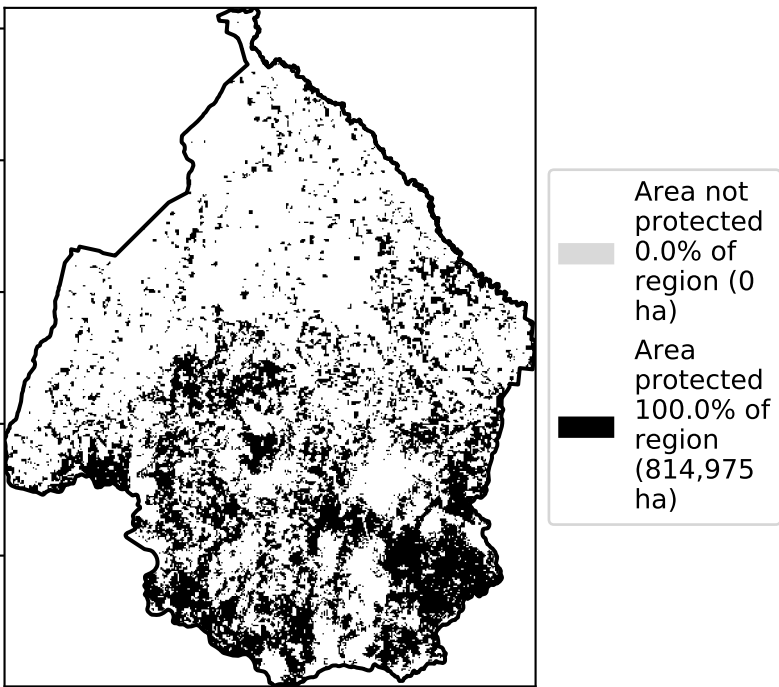 Area not
protected
0.0% of
region (0
ha)
Area
protected
100.0% of
region
(814,975
ha)